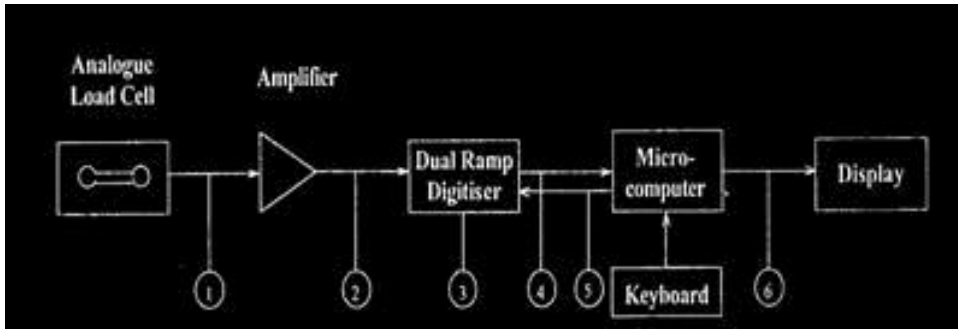 Analogue
Load Cell
Amplifier
Dual Ramp
Digitiser
Micro-
computer
Display
Keyboard
1
2
3
4
5
6